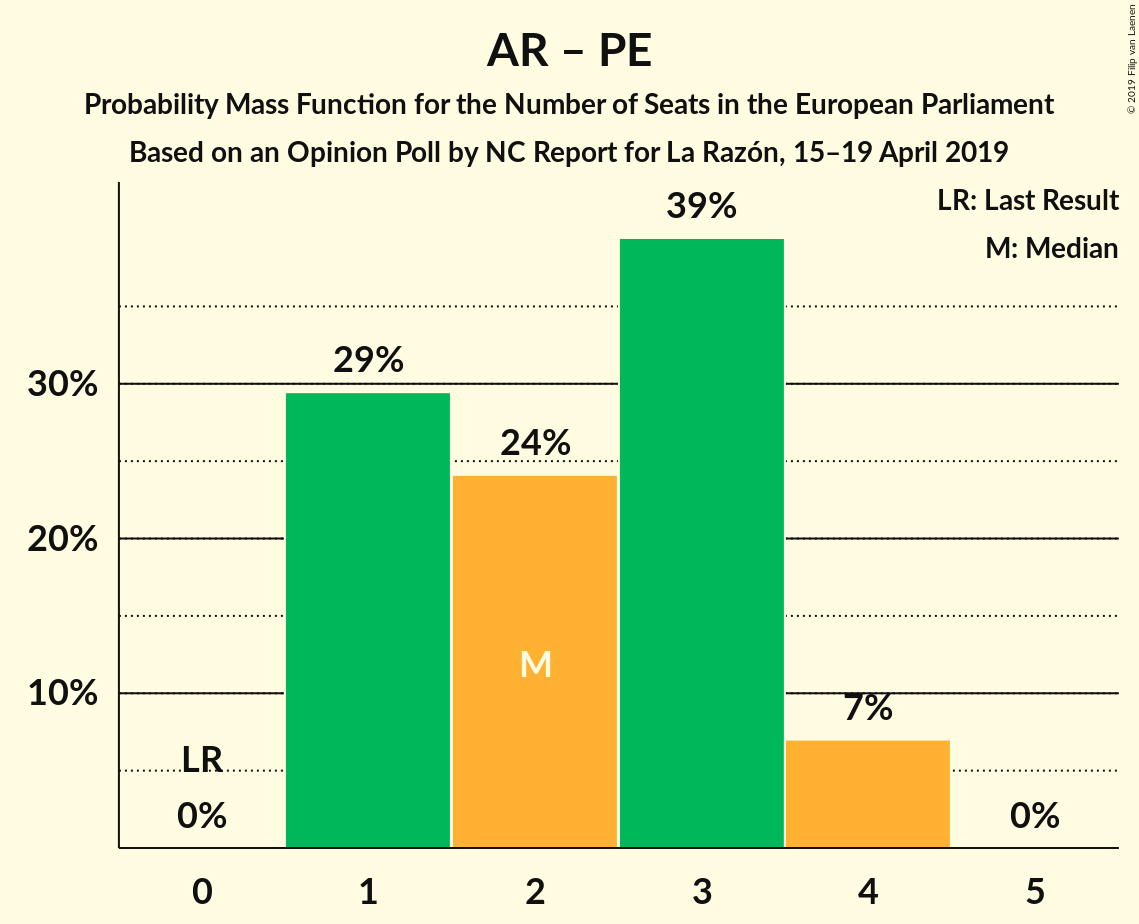 AR – PE
Probability Mass Function for the Number of Seats in the European Parliament
Based on an Opinion Poll by NC Report for La Razón, 15–19 April 2019
© 2019 Filip van Laenen
LR: Last Result
M: Median
39%
29%
30%
24%
20%
M
10%
7%
LR
0%
0%
0 1 2 3 4 5